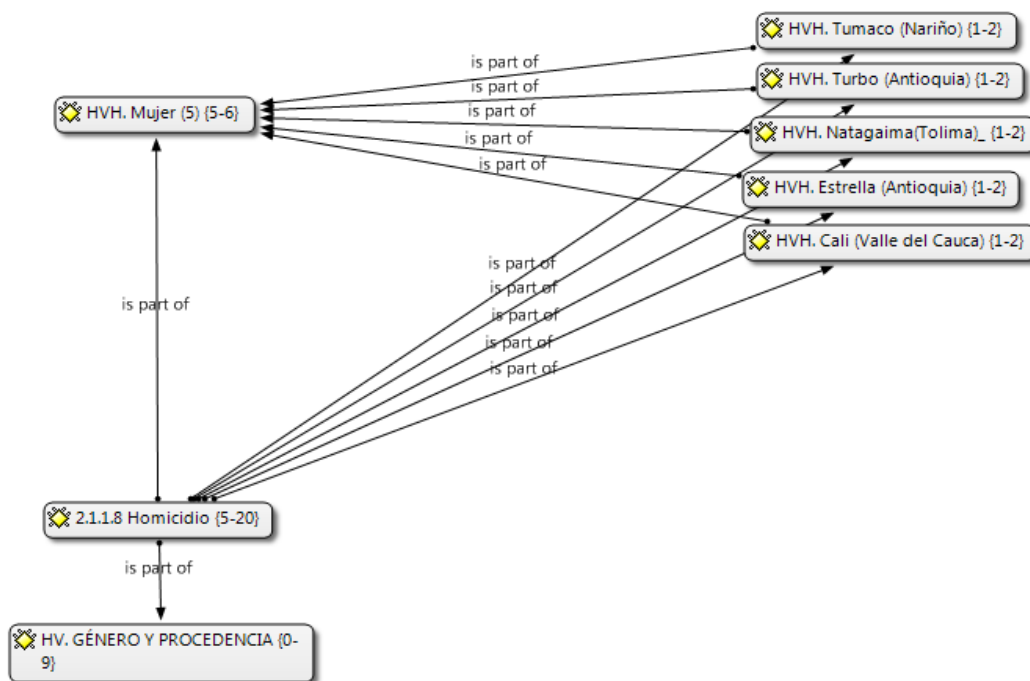 HVH. Tumaco (Nariño) {1-2}
is part of
HVH. Turbo (Antioquia) {1-2}
is part of
HVH. Mujer (5) {5-6}
is part of
HVH. Natagaima(Tolima)_ {1-2}
is part of
is part of
HVH. Estrella (Antioquia) {1-2}
HVH. Cali (Valle del Cauca) {1-2}
is part of
is part of
is part of
is part of
is part of
is part of
2.1.1.8 Homicidio {5-20}
is part of
HV. GÉNERO Y PROCEDENCIA {0-
9}